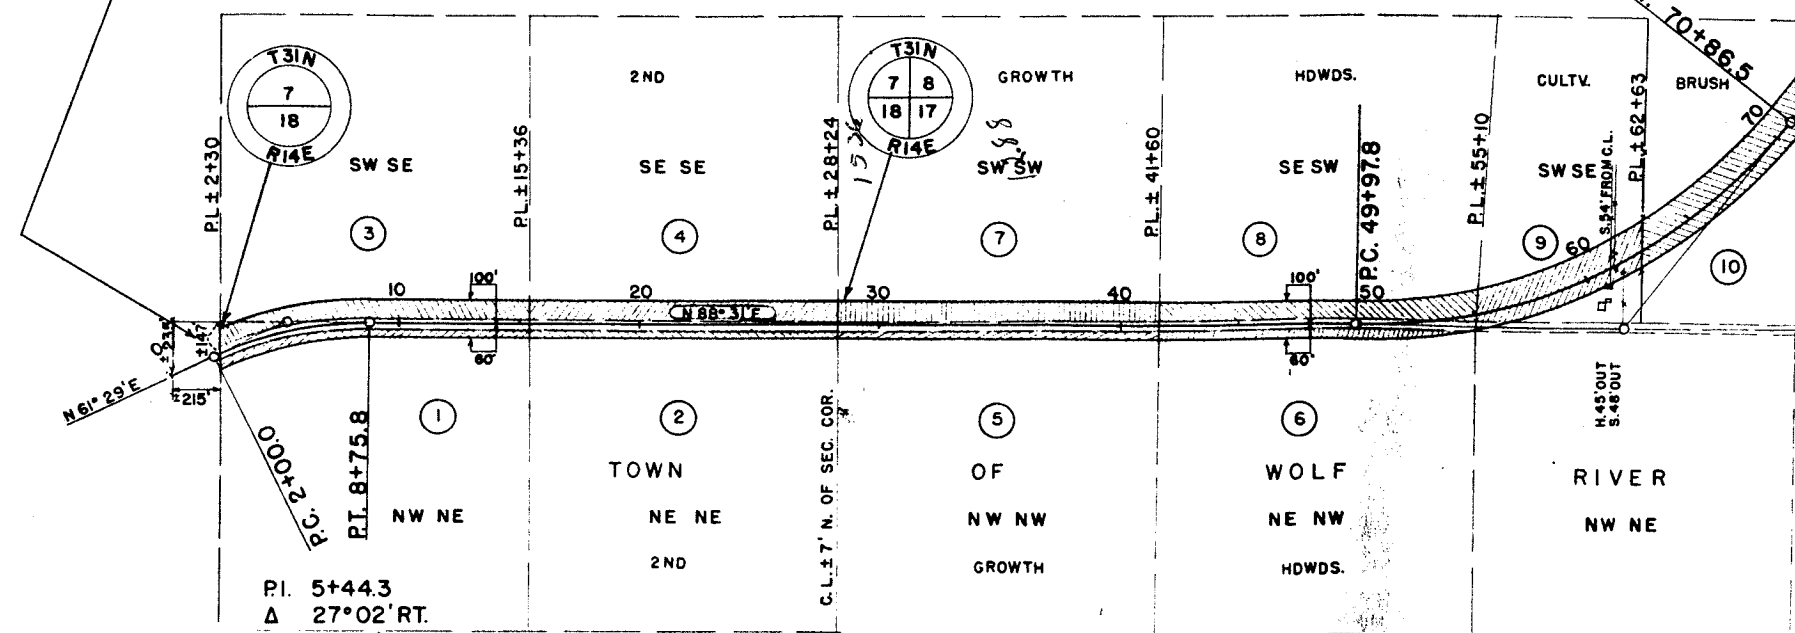 70+86.5
T31N
7
18
R14E
T31N
7 8
18 17
R14E
2ND
GROWTH
HDWDS.
CULTV.
BRUSH
P.L. ± 2+30
P.L. ± 15+36
P.L. ± 28+24
1536
P.L. ± 41+60
P.C. 49+97.8
P.L. ± 55+10
S.54' FROM C.L.
P.L. ± 62+63
SW SE
SE SE
SW SW
SE SW
SW SE
3
4
7
8
9
10
10
20
30
40
50
60
70
100'
100'
N 88° 31' E
60'
60'
±235'
±147'
±215'
N 61° 29' E
P.C. 2+00.0
P.T. 8+75.8
1
2
5
6
C.L. ± 7' N. OF SEC. COR.
H.45' OUT
S.48' OUT
TOWN OF WOLF RIVER
NW NE
NE NE
NW NW
NE NW
NW NE
2ND
GROWTH
HDWDS.
P.I. 5+44.3
Δ 27° 02' RT.